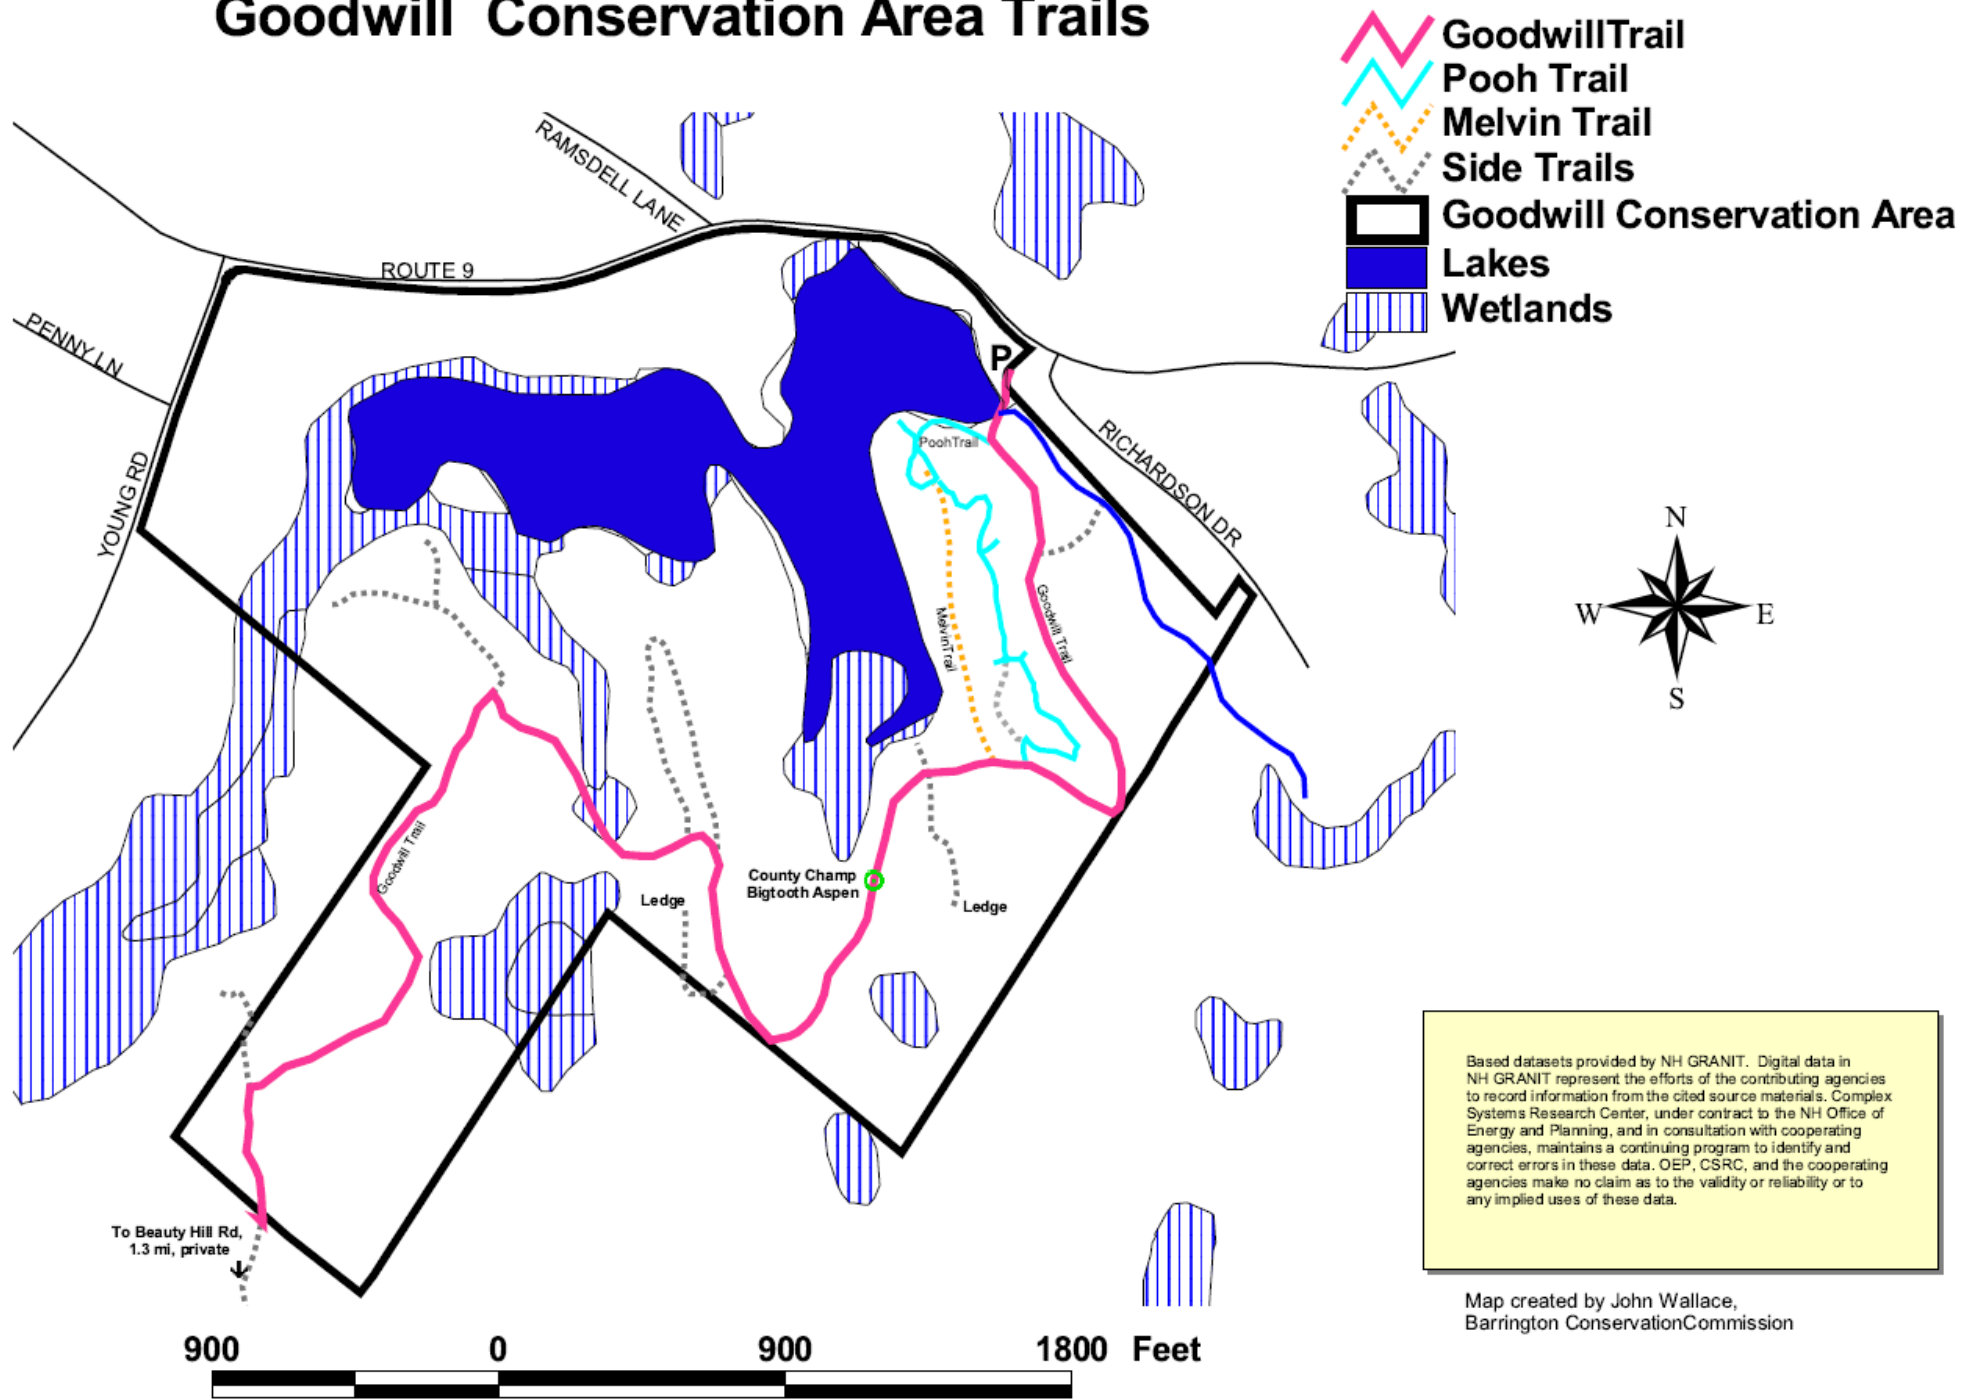 Goodwill Conservation Area Trails
GoodwillTrail
Pooh Trail
Melvin Trail
Side Trails
Goodwill Conservation Area
Lakes
Wetlands
RAMSDELL LANE
ROUTE 9
PENNY LN
YOUNG RD
P
RICHARDSON DR
PoohTrail
MelvinTrail
Goodwill Trail
Goodwill Trail
N
W
E
S
County Champ
Bigtooth Aspen
Ledge
Ledge
To Beauty Hill Rd,
1.3 mi, private
Based datasets provided by NH GRANIT. Digital data in
NH GRANIT represent the efforts of the contributing agencies
to record information from the cited source materials. Complex
Systems Research Center, under contract to the NH Office of
Energy and Planning, and in consultation with cooperating
agencies, maintains a continuing program to identify and
correct errors in these data. OEP, CSRC, and the cooperating
agencies make no claim as to the validity or reliability or to
any implied uses of these data.
Map created by John Wallace,
Barrington ConservationCommission
900 0 900 1800 Feet